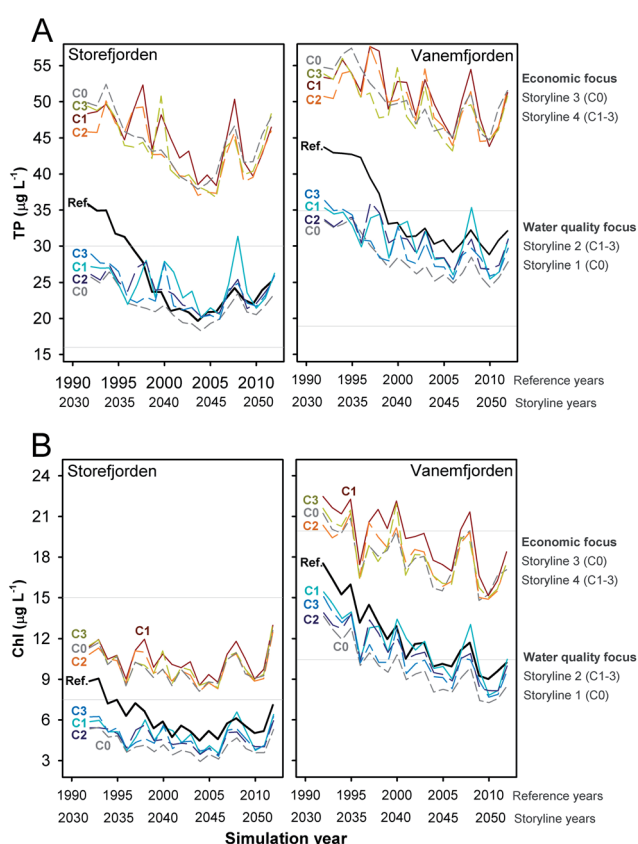 A
Storefjorden
Vanemfjorden
TP (µg L⁻¹)
55
50
45
40
35
30
25
20
15
C0
C3
C1
C2
Ref.
C3
C1
C2
C0
C0
C3
C1
C2
Ref.
C3
C1
C2
C0
Economic focus
Storyline 3 (C0)
Storyline 4 (C1-3)
Water quality focus
Storyline 2 (C1-3)
Storyline 1 (C0)
1990 1995 2000 2005 2010 1990 1995 2000 2005 2010 Reference years
2030 2035 2040 2045 2050 2030 2035 2040 2045 2050 Storyline years
B
Storefjorden
Vanemfjorden
Chl (µg L⁻¹)
24
21
18
15
12
9
6
3
C3
C0
C2
C1
Ref.
C3
C1
C2
C0
C1
C3
C0
C2
Ref.
C1
C3
C2
C0
Economic focus
Storyline 3 (C0)
Storyline 4 (C1-3)
Water quality focus
Storyline 2 (C1-3)
Storyline 1 (C0)
1990 1995 2000 2005 2010 1990 1995 2000 2005 2010 Reference years
2030 2035 2040 2045 2050 2030 2035 2040 2045 2050 Storyline years
Simulation year